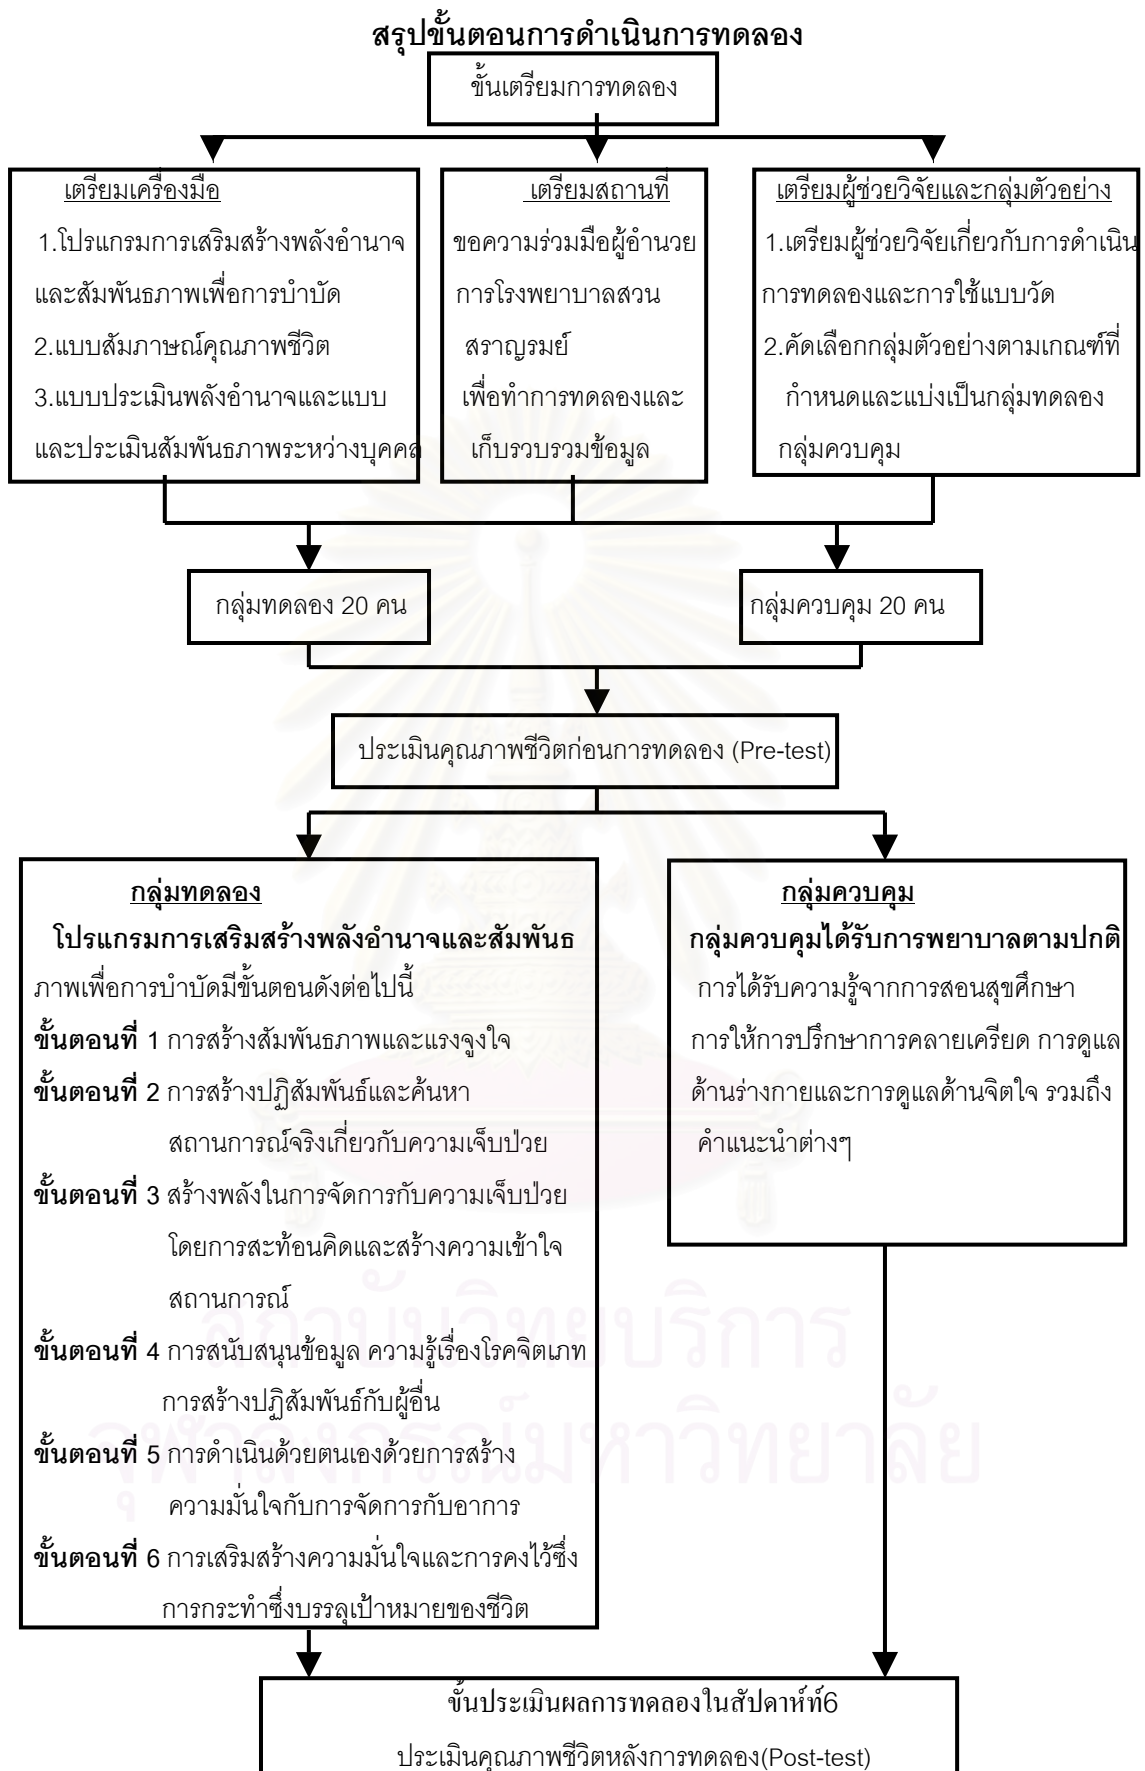 สรุปขั้นตอนการดำเนินการทดลอง
ขั้นเตรียมการทดลอง
เตรียมเครื่องมือ
1.โปรแกรมการเสริมสร้างพลังอำนาจ
และสัมพันธภาพเพื่อการบำบัด
2.แบบสัมภาษณ์คุณภาพชีวิต
3.แบบประเมินพลังอำนาจและแบบ
และประเมินสัมพันธภาพระหว่างบุคคล
เตรียมสถานที่
ขอความร่วมมือผู้อำนวย
การโรงพยาบาลสวน
สราญรมย์
เพื่อทำการทดลองและ
เก็บรวบรวมข้อมูล
เตรียมผู้ช่วยวิจัยและกลุ่มตัวอย่าง
1.เตรียมผู้ช่วยวิจัยเกี่ยวกับการดำเนิน
การทดลองและการใช้แบบวัด
2.คัดเลือกกลุ่มตัวอย่างตามเกณฑ์ที่
กำหนดและแบ่งเป็นกลุ่มทดลอง
กลุ่มควบคุม
กลุ่มทดลอง 20 คน
กลุ่มควบคุม 20 คน
ประเมินคุณภาพชีวิตก่อนการทดลอง (Pre-test)
กลุ่มทดลอง
โปรแกรมการเสริมสร้างพลังอำนาจและสัมพันธ
ภาพเพื่อการบำบัดมีขั้นตอนดังต่อไปนี้
ขั้นตอนที่ 1 การสร้างสัมพันธภาพและแรงจูงใจ
ขั้นตอนที่ 2 การสร้างปฏิสัมพันธ์และค้นหา
สถานการณ์จริงเกี่ยวกับความเจ็บป่วย
ขั้นตอนที่ 3 สร้างพลังในการจัดการกับความเจ็บป่วย
โดยการสะท้อนคิดและสร้างความเข้าใจ
สถานการณ์
ขั้นตอนที่ 4 การสนับสนุนข้อมูล ความรู้เรื่องโรคจิตเภท
การสร้างปฏิสัมพันธ์กับผู้อื่น
ขั้นตอนที่ 5 การดำเนินด้วยตนเองด้วยการสร้าง
ความมั่นใจกับการจัดการกับอาการ
ขั้นตอนที่ 6 การเสริมสร้างความมั่นใจและการคงไว้ซึ่ง
การกระทำซึ่งบรรลุเป้าหมายของชีวิต
กลุ่มควบคุม
กลุ่มควบคุมได้รับการพยาบาลตามปกติ
การได้รับความรู้จากการสอนสุขศึกษา
การให้การปรึกษาการคลายเครียด การดูแล
ด้านร่างกายและการดูแลด้านจิตใจ รวมถึง
คำแนะนำต่างๆ
สถาบันวิทยบริการ
จุฬาลงกรณ์มหาวิทยาลัย
ขั้นประเมินผลการทดลองในสัปดาห์ท์6
ประเมินคุณภาพชีวิตหลังการทดลอง(Post-test)